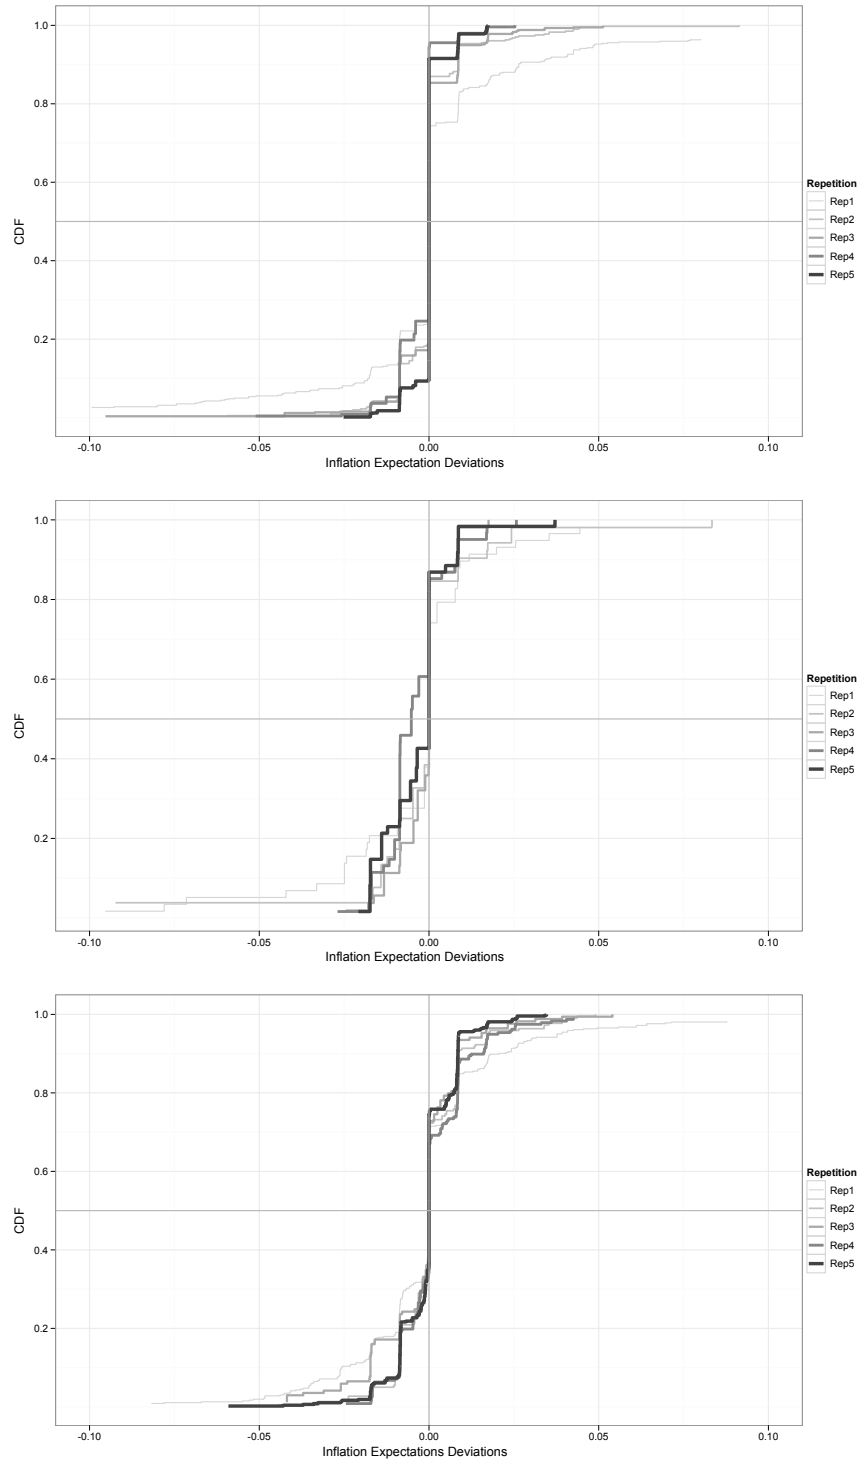 1.0
0.8
0.6
0.4
0.2
CDF
-0.10
-0.05
0.00
0.05
0.10
Inflation Expectation Deviations
Repetition
Rep1
Rep2
Rep3
Rep4
Rep5
1.0
0.8
0.6
0.4
0.2
CDF
-0.10
-0.05
0.00
0.05
0.10
Inflation Expectation Deviations
Repetition
Rep1
Rep2
Rep3
Rep4
Rep5
1.0
0.8
0.6
0.4
0.2
CDF
-0.10
-0.05
0.00
0.05
0.10
Inflation Expectations Deviations
Repetition
Rep1
Rep2
Rep3
Rep4
Rep5